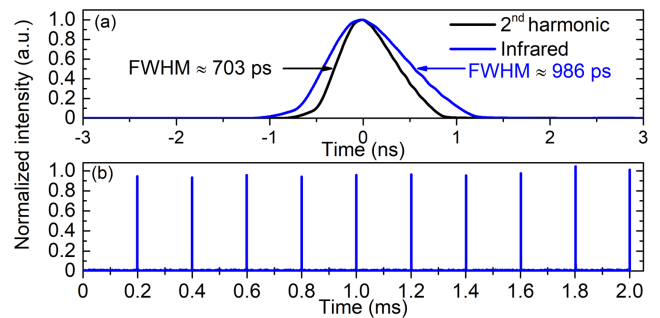 (a)
2nd harmonic
Infrared
FWHM ≈ 703 ps
FWHM ≈ 986 ps
1.0
0.8
0.6
0.4
0.2
0
-3 -2 -1 0 1 2 3
Time (ns)
Normalized intensity (a.u.)
(b)
1.0
0.8
0.6
0.4
0.2
0
0 0.2 0.4 0.6 0.8 1.0 1.2 1.4 1.6 1.8 2.0
Time (ms)